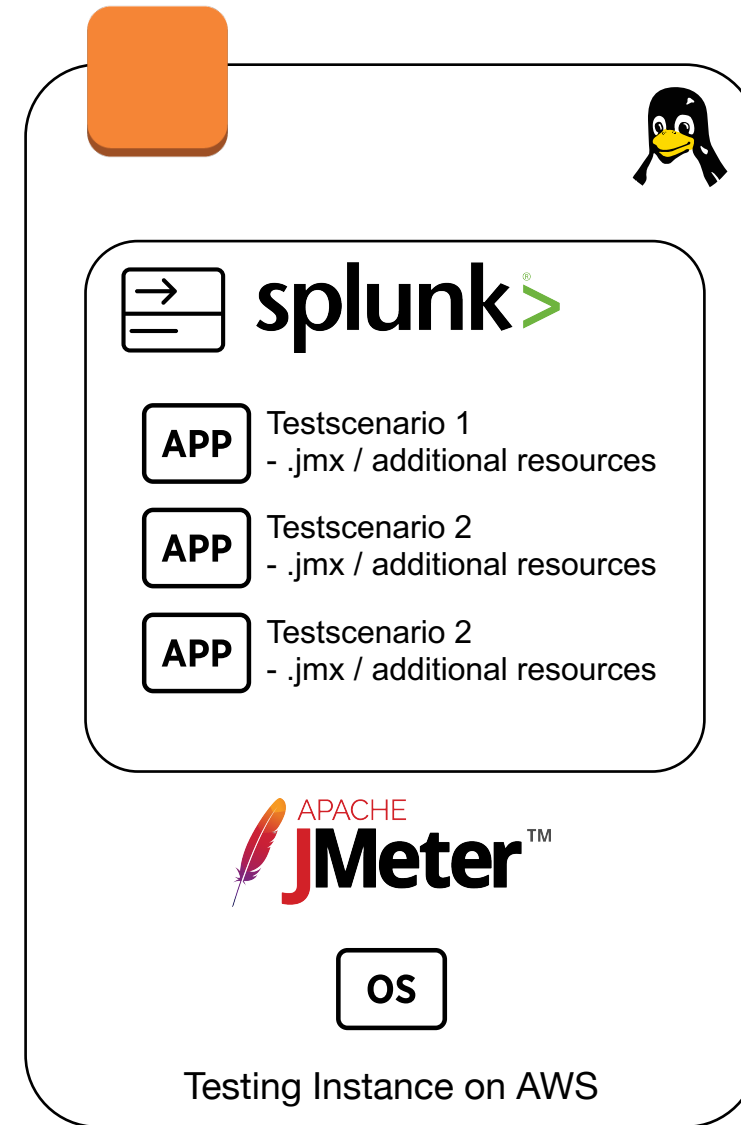 splunk>®
APP
Testscenario 1
- .jmx / additional resources
APP
Testscenario 2
- .jmx / additional resources
APP
Testscenario 2
- .jmx / additional resources
APACHE
JMeter™
OS
Testing Instance on AWS